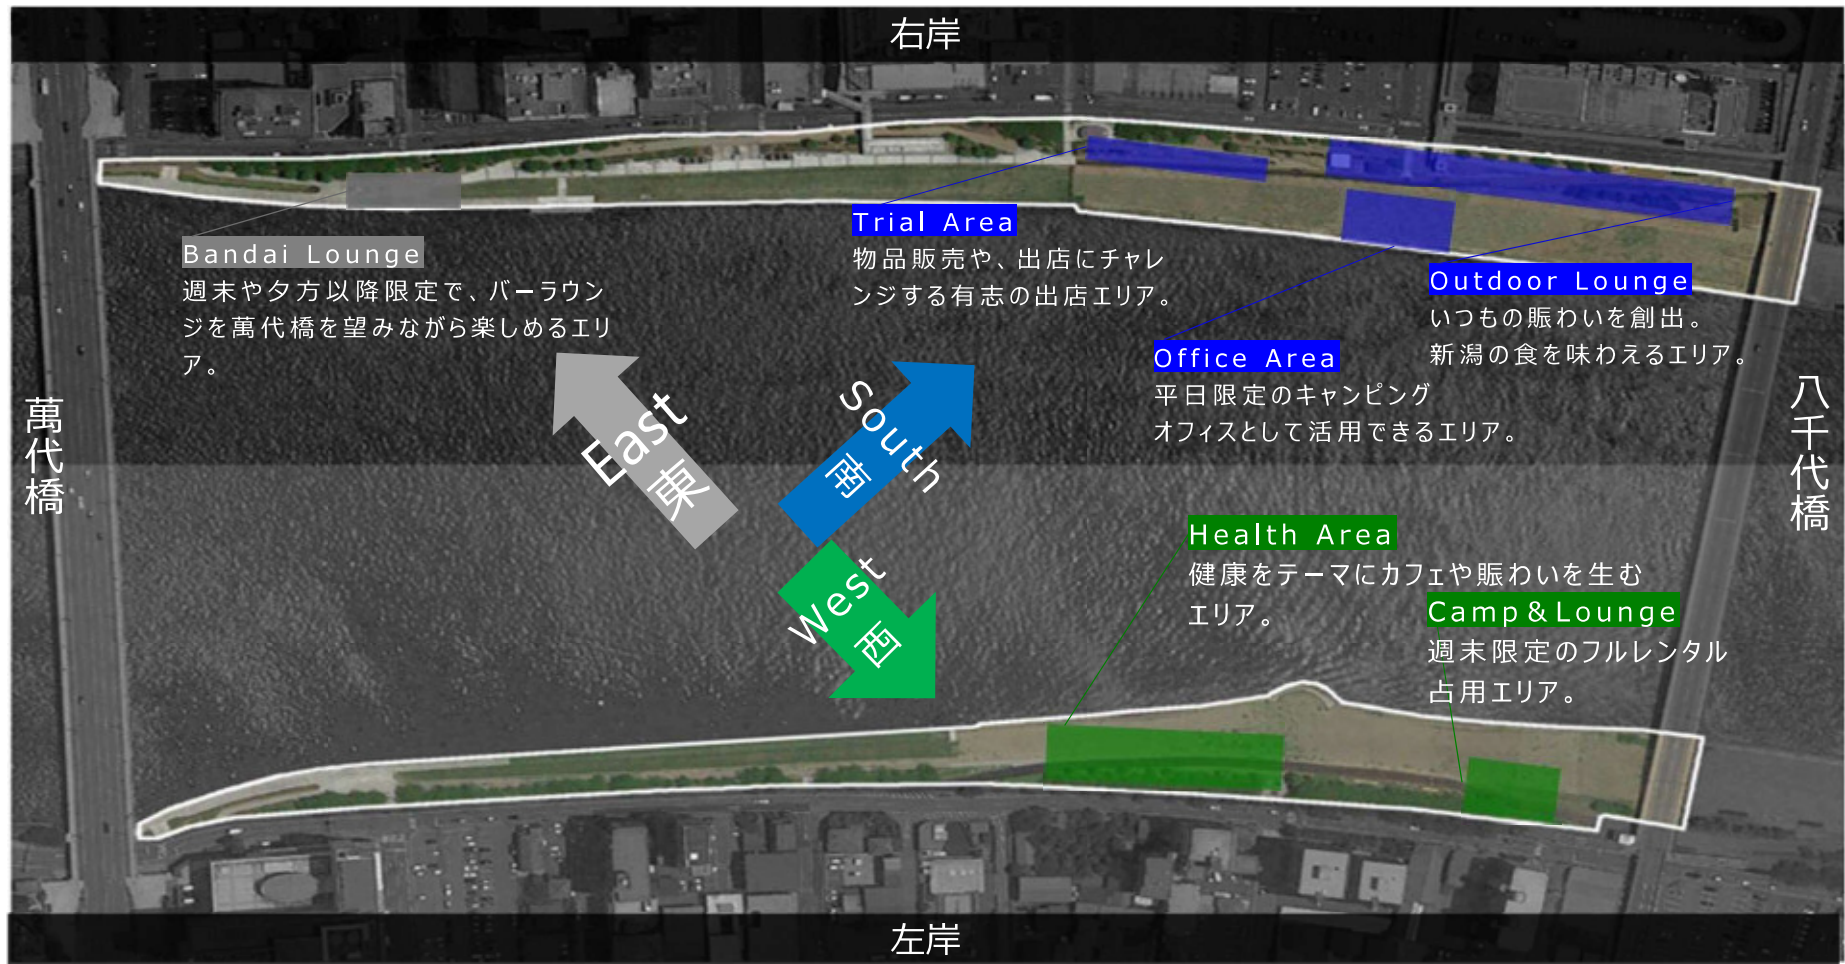 右岸
Bandai Lounge
週末や夕方以降限定で、バーラウン
ジを萬代橋を望みながら楽しめるエリ
ア。
Trial Area
物品販売や、出店にチャレ
ンジする有志の出店エリア。
Outdoor Lounge
いつもの賑わいを創出。
新潟の食を味わえるエリア。
Office Area
平日限定のキャンピング
オフィスとして活用できるエリア。
萬代橋
East
東
South
南
West
西
八千代橋
Health Area
健康をテーマにカフェや賑わいを生む
エリア。
Camp&Lounge
週末限定のフルレンタル
占用エリア。
左岸